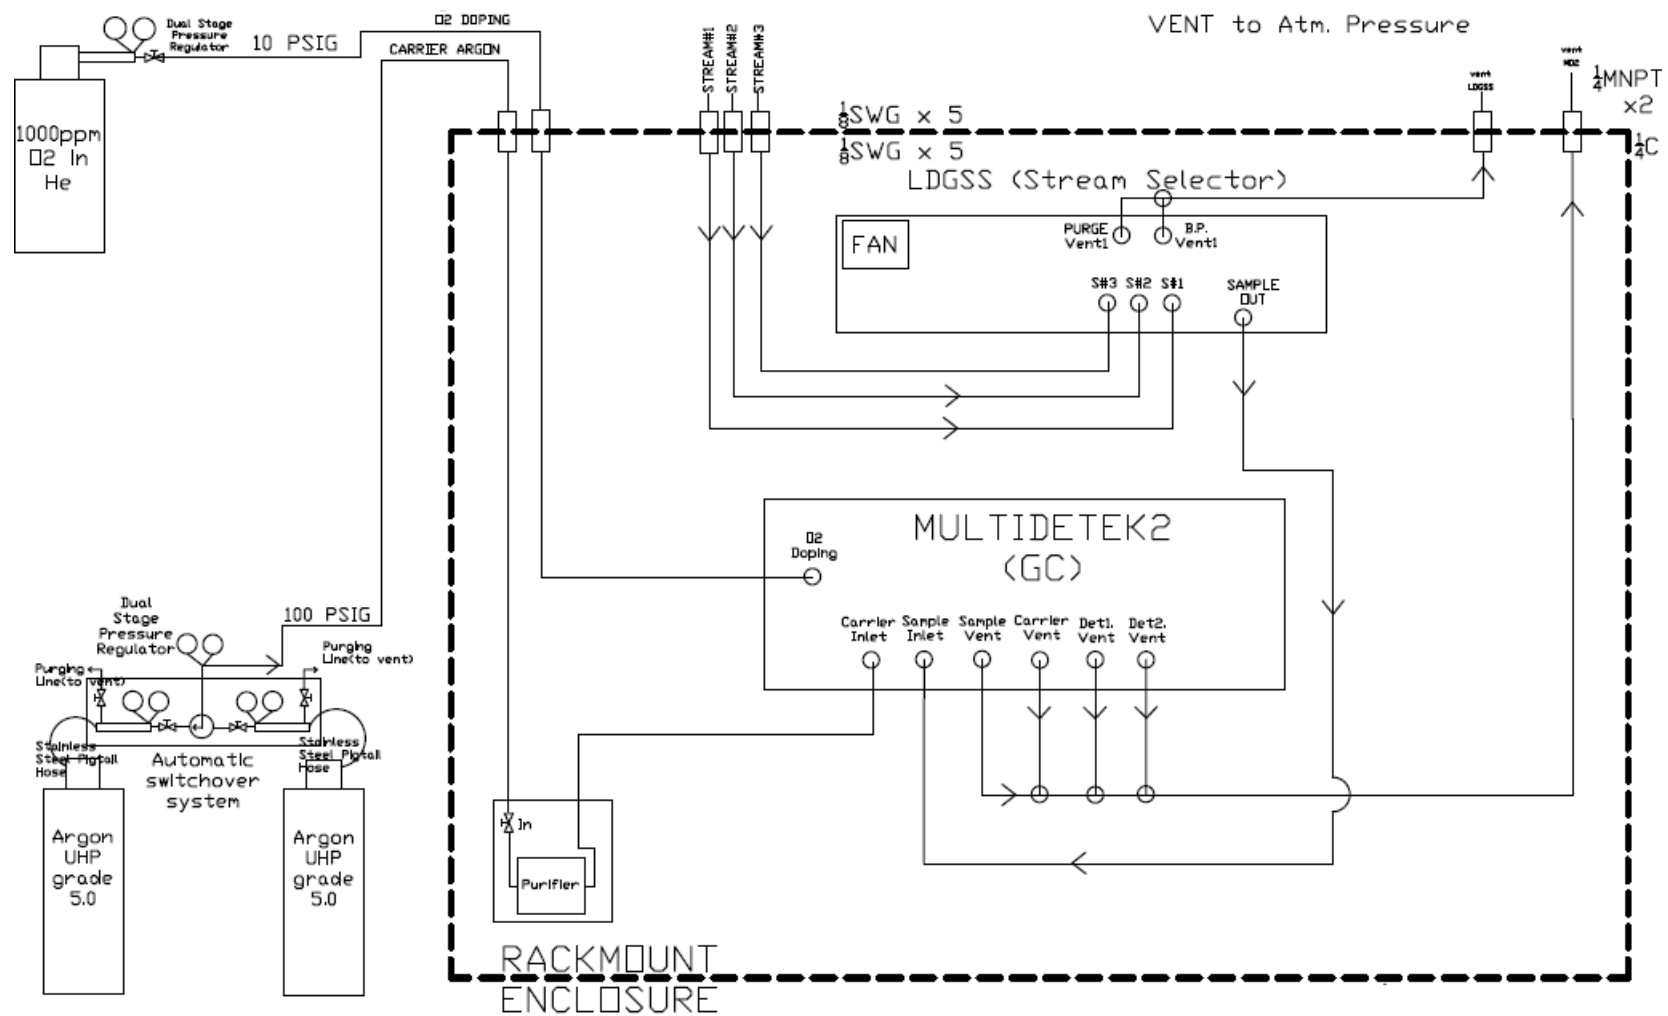 O2 DOPING
Dual Stage
Pressure
Regulator
10 PSIG
CARRIER ARGON
STREAM#1
STREAM#2
STREAM#3
VENT to Atm. Pressure
vent
LDGSS
vent
MD2
1/4MNPT
x2
1/4C
1/8SWG x 5
1/8SWG x 5
1000ppm
O2 In
He
LDGSS (Stream Selector)
FAN
PURGE
Vent1
B.P.
Vent1
S#3 S#2 S#1
SAMPLE
OUT
MULTIDETEK2
(GC)
O2
Doping
Carrier
Inlet
Sample
Inlet
Sample
Vent
Carrier
Vent
Det1.
Vent
Det2.
Vent
Dual
Stage
Pressure
Regulator
100 PSIG
Purging
Line(to vent)
Purging
Line(to vent)
Stainless
Steel Pigtail
Hose
Stainless
Steel Pigtail
Hose
Automatic
switchover
system
Argon
UHP
grade
5.0
Argon
UHP
grade
5.0
In
Purifier
RACKMOUNT
ENCLOSURE